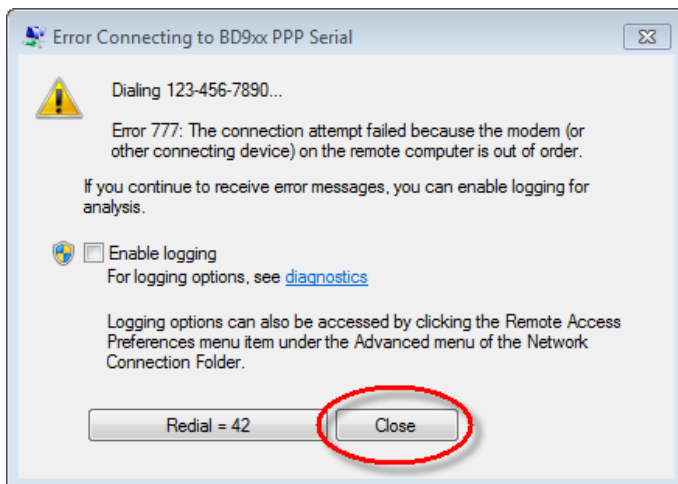 Error Connecting to BD9xx PPP Serial
Dialing 123-456-7890...
Error 777: The connection attempt failed because the modem (or
other connecting device) on the remote computer is out of order.
If you continue to receive error messages, you can enable logging for
analysis.
Enable logging
For logging options, see diagnostics
Logging options can also be accessed by clicking the Remote Access
Preferences menu item under the Advanced menu of the Network
Connection Folder.
Redial = 42
Close